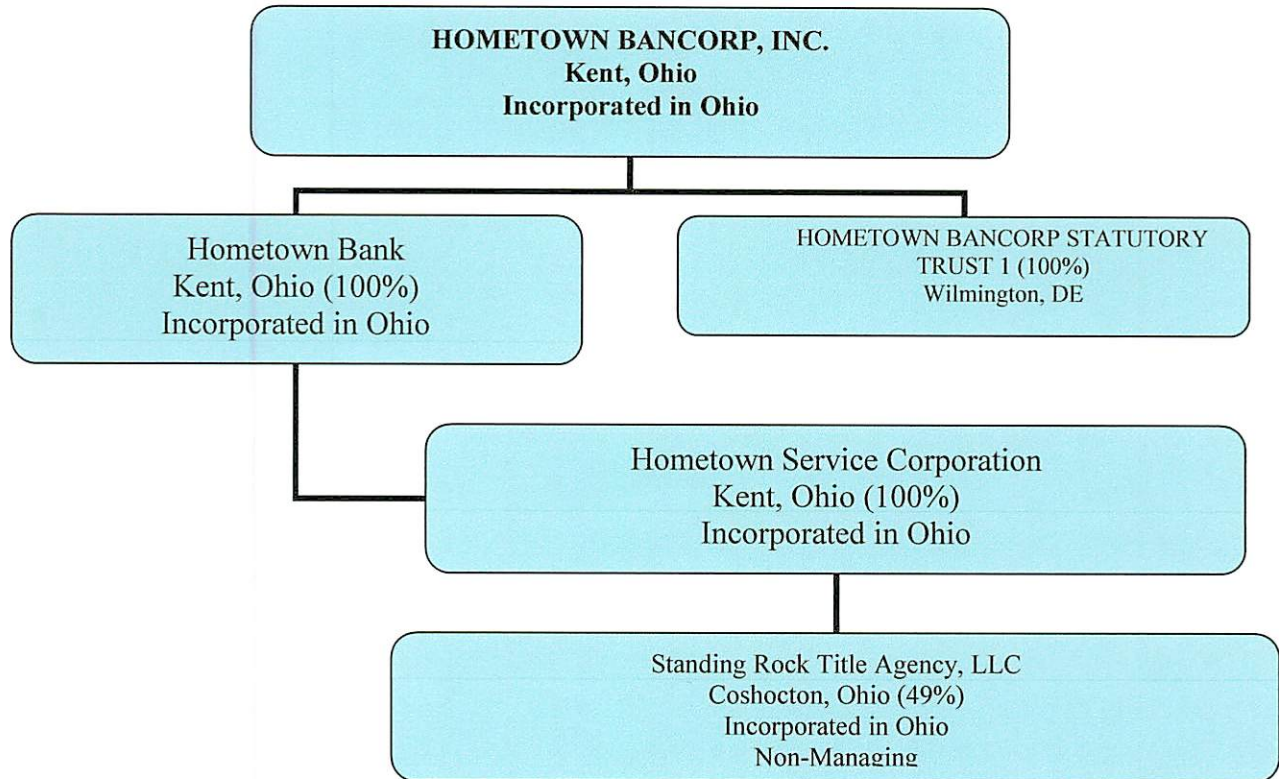 HOMETOWN BANCORP, INC.
Kent, Ohio
Incorporated in Ohio
Hometown Bank
Kent, Ohio (100%)
Incorporated in Ohio
HOMETOWN BANCORP STATUTORY
TRUST 1 (100%)
Wilmington, DE
Hometown Service Corporation
Kent, Ohio (100%)
Incorporated in Ohio
Standing Rock Title Agency, LLC
Coshocton, Ohio (49%)
Incorporated in Ohio
Non-Managing